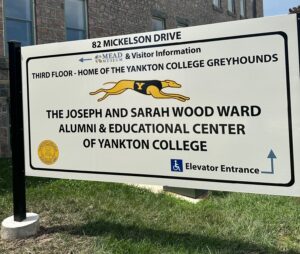 82 MICKELSON DRIVE
MEAD
MUSEUM
& Visitor Information
THIRD FLOOR - HOME OF THE YANKTON COLLEGE GREYHOUNDS
Y
THE JOSEPH AND SARAH WOOD WARD
ALUMNI & EDUCATIONAL CENTER
OF YANKTON COLLEGE
Elevator Entrance